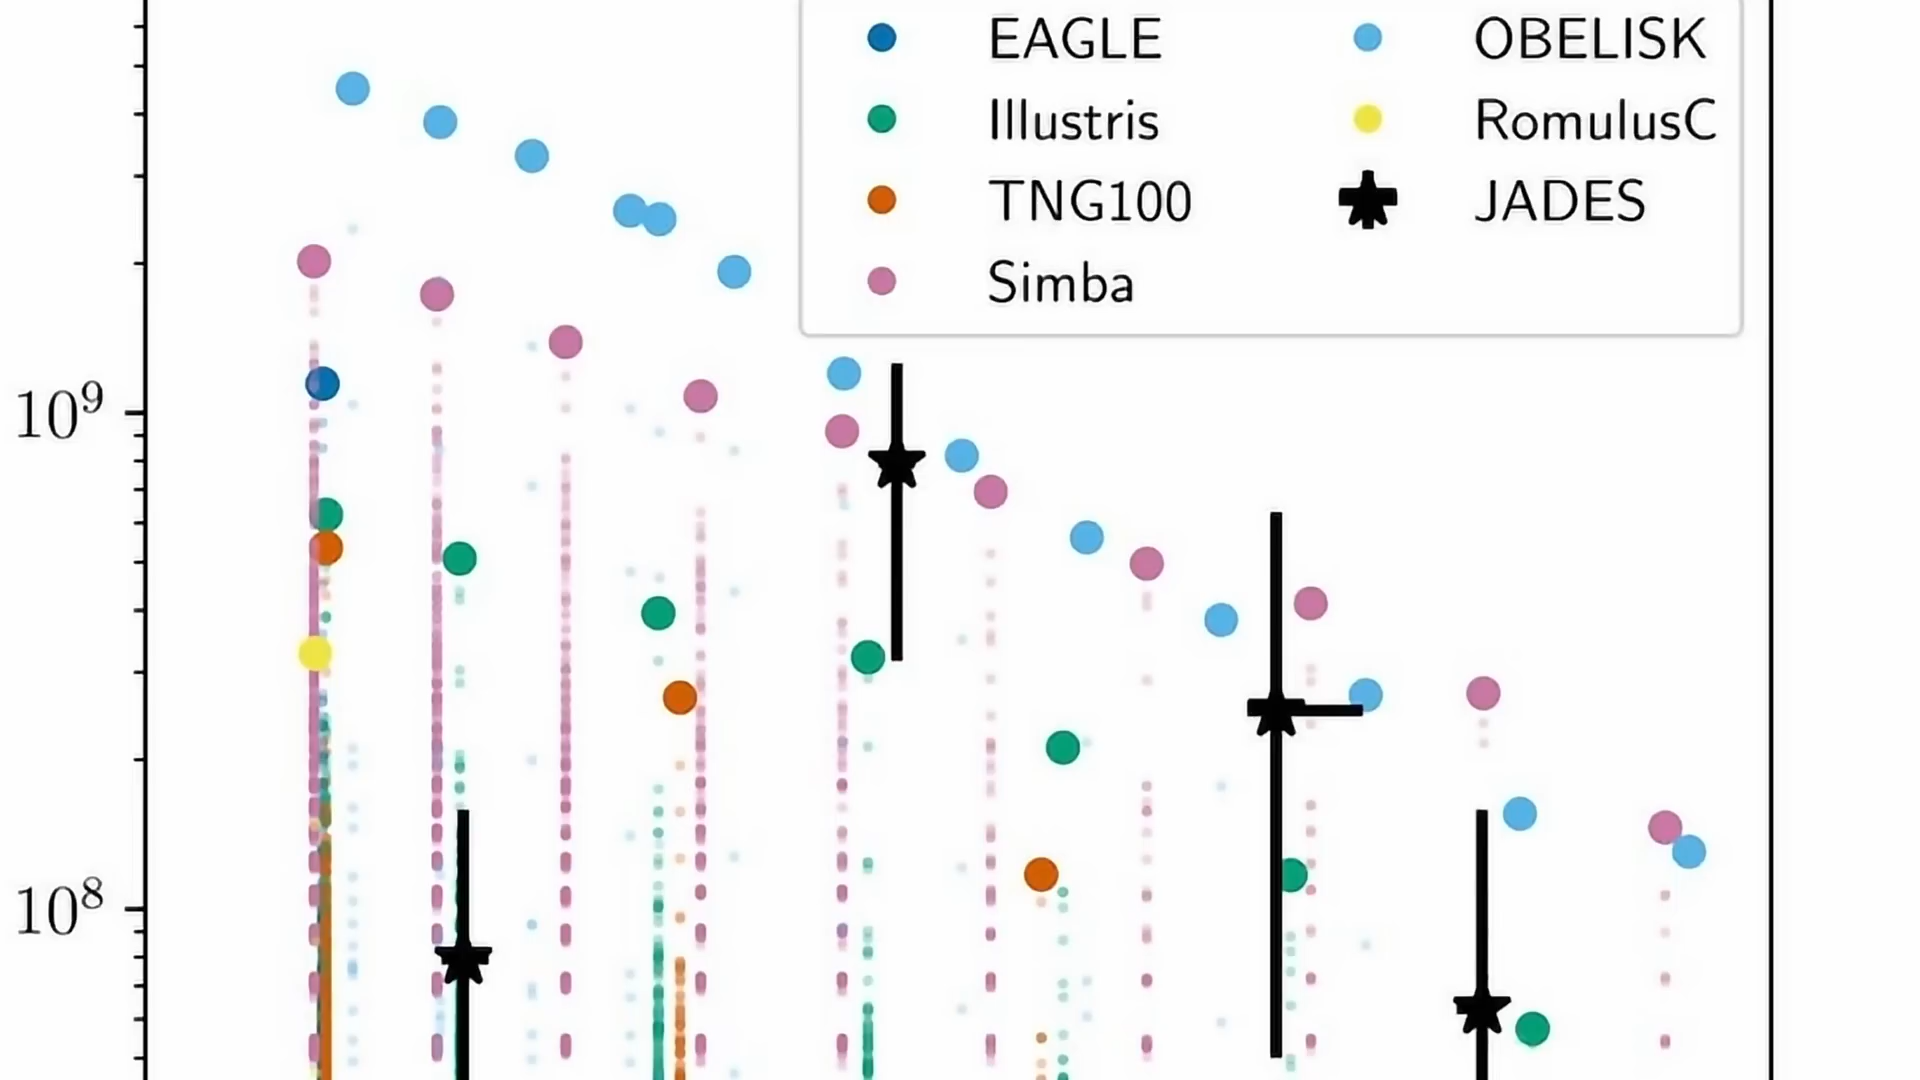 EAGLE
Illustris
TNG100
Simba
OBELISK
RomulusC
JADES
10⁹
10⁸